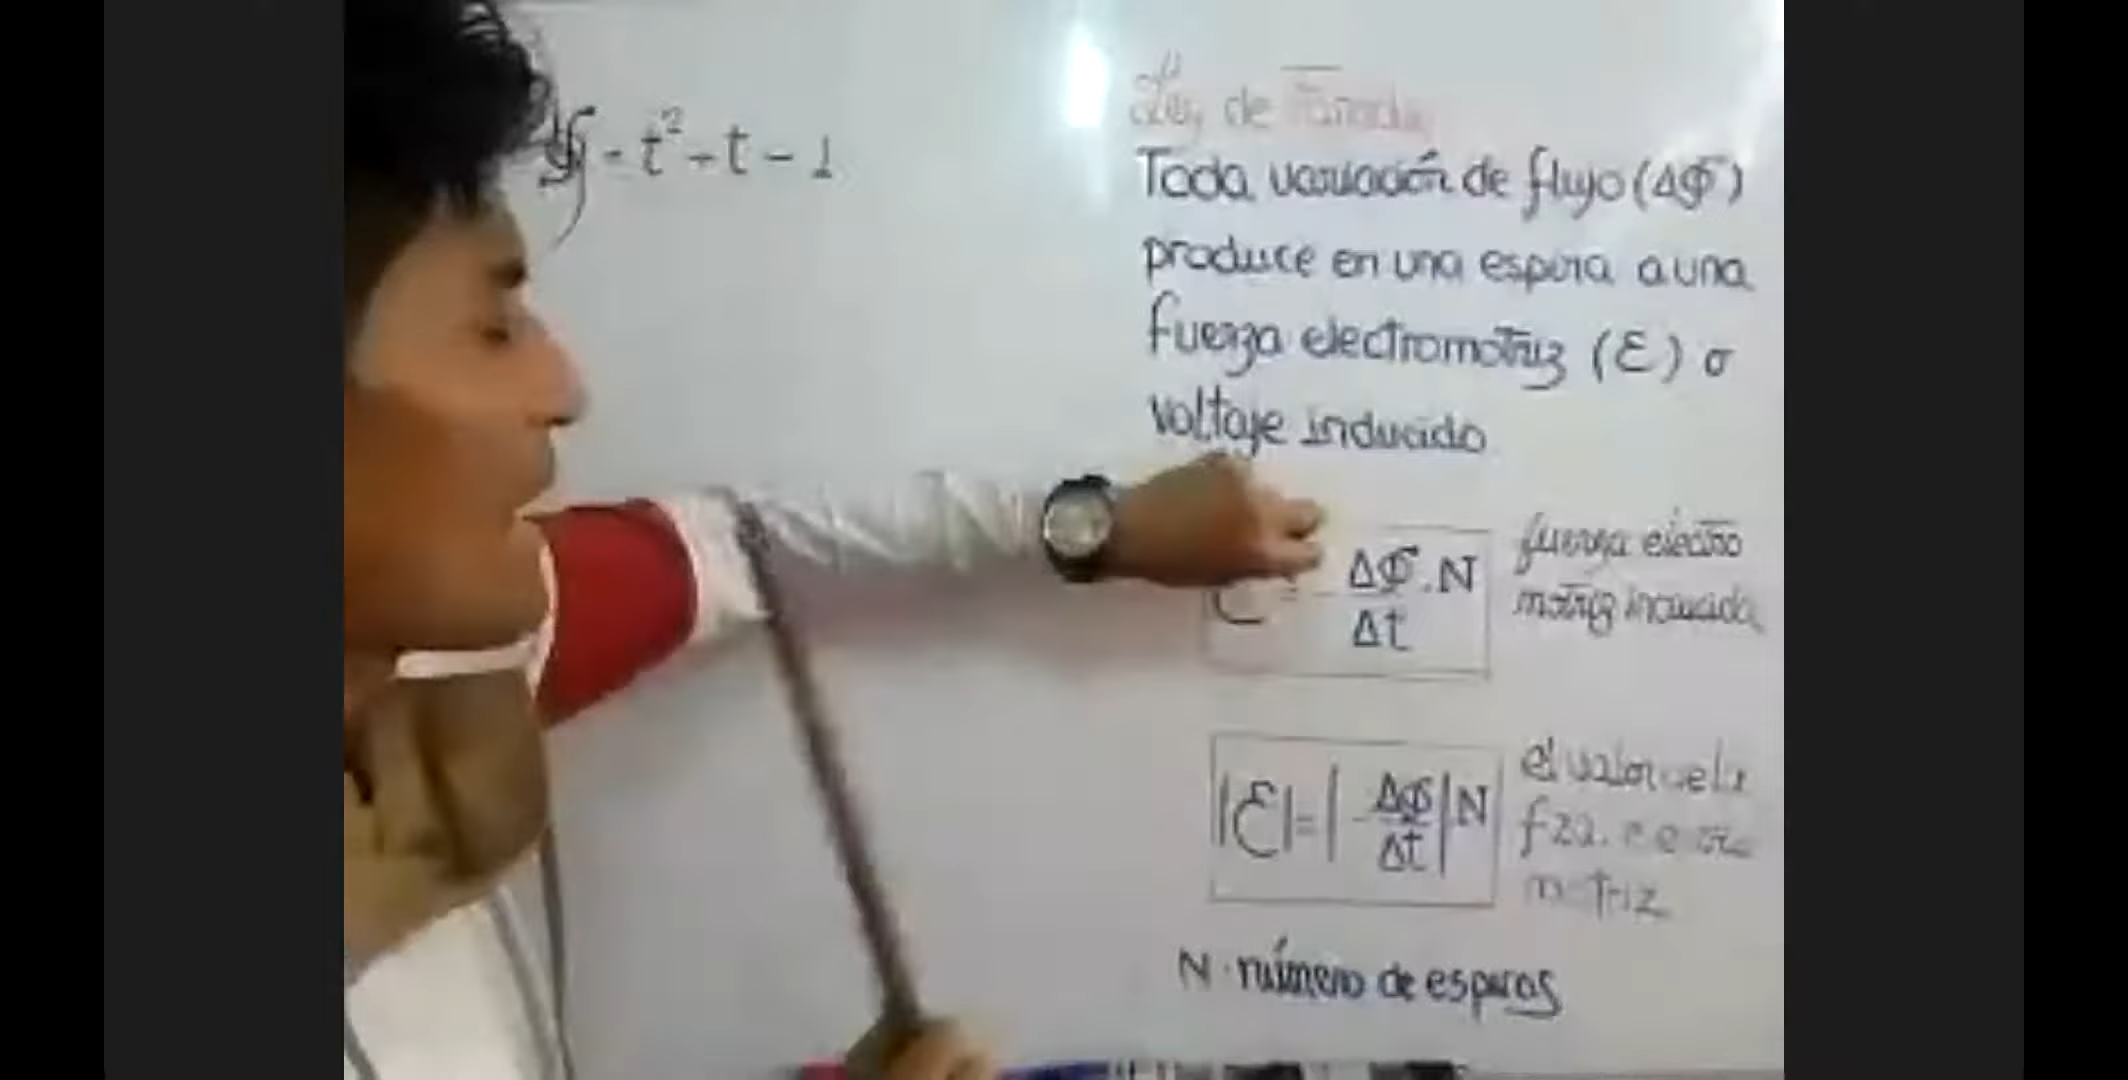 - t² + t - 1
Ley de Faraday
Toda variación de flujo (ΔΦ)
produce en una espira a una
fuerza electromotriz (ε) o
voltaje inducido
ΔΦ . N
Δt
fuerza electro
motriz inducida
|ε| = | - ΔΦ | N
Δt
el valor de la
fza.
motriz
N . número de espiras